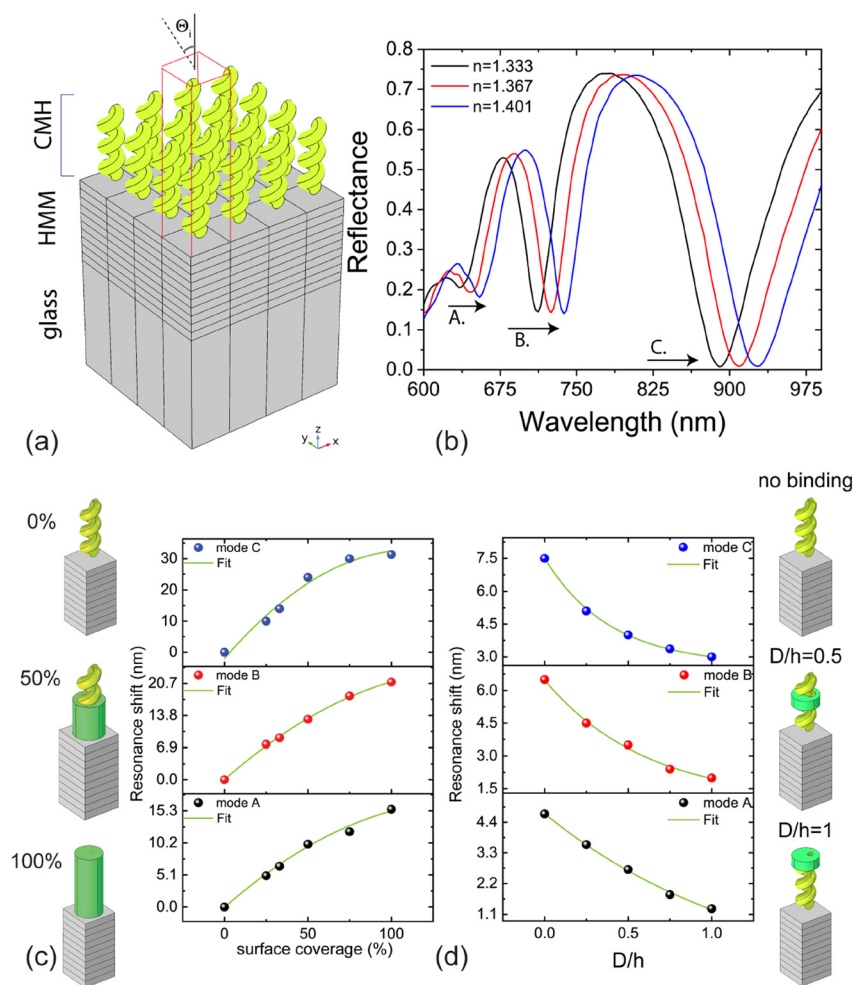 Θi
CMH
HMM
glass
y z x
(a)
n=1.333
n=1.367
n=1.401
Reflectance
0.8
0.7
0.6
0.5
0.4
0.3
0.2
0.1
0.0
A.
B.
C.
600 675 750 825 900 975
Wavelength (nm)
(b)
0%
50%
100%
(c)
Resonance shift (nm)
mode C
Fit
30
20
10
0
mode B
Fit
20.7
13.8
6.9
0.0
mode A
Fit
15.3
10.2
5.1
0.0
0 50 100
surface coverage (%)
(d)
Resonance shift (nm)
mode C
Fit
7.5
6.0
4.5
3.0
mode B
Fit
6.0
4.5
3.0
1.5
mode A
Fit
4.4
3.3
2.2
1.1
0.0 0.5 1.0
D/h
no binding
D/h=0.5
D/h=1